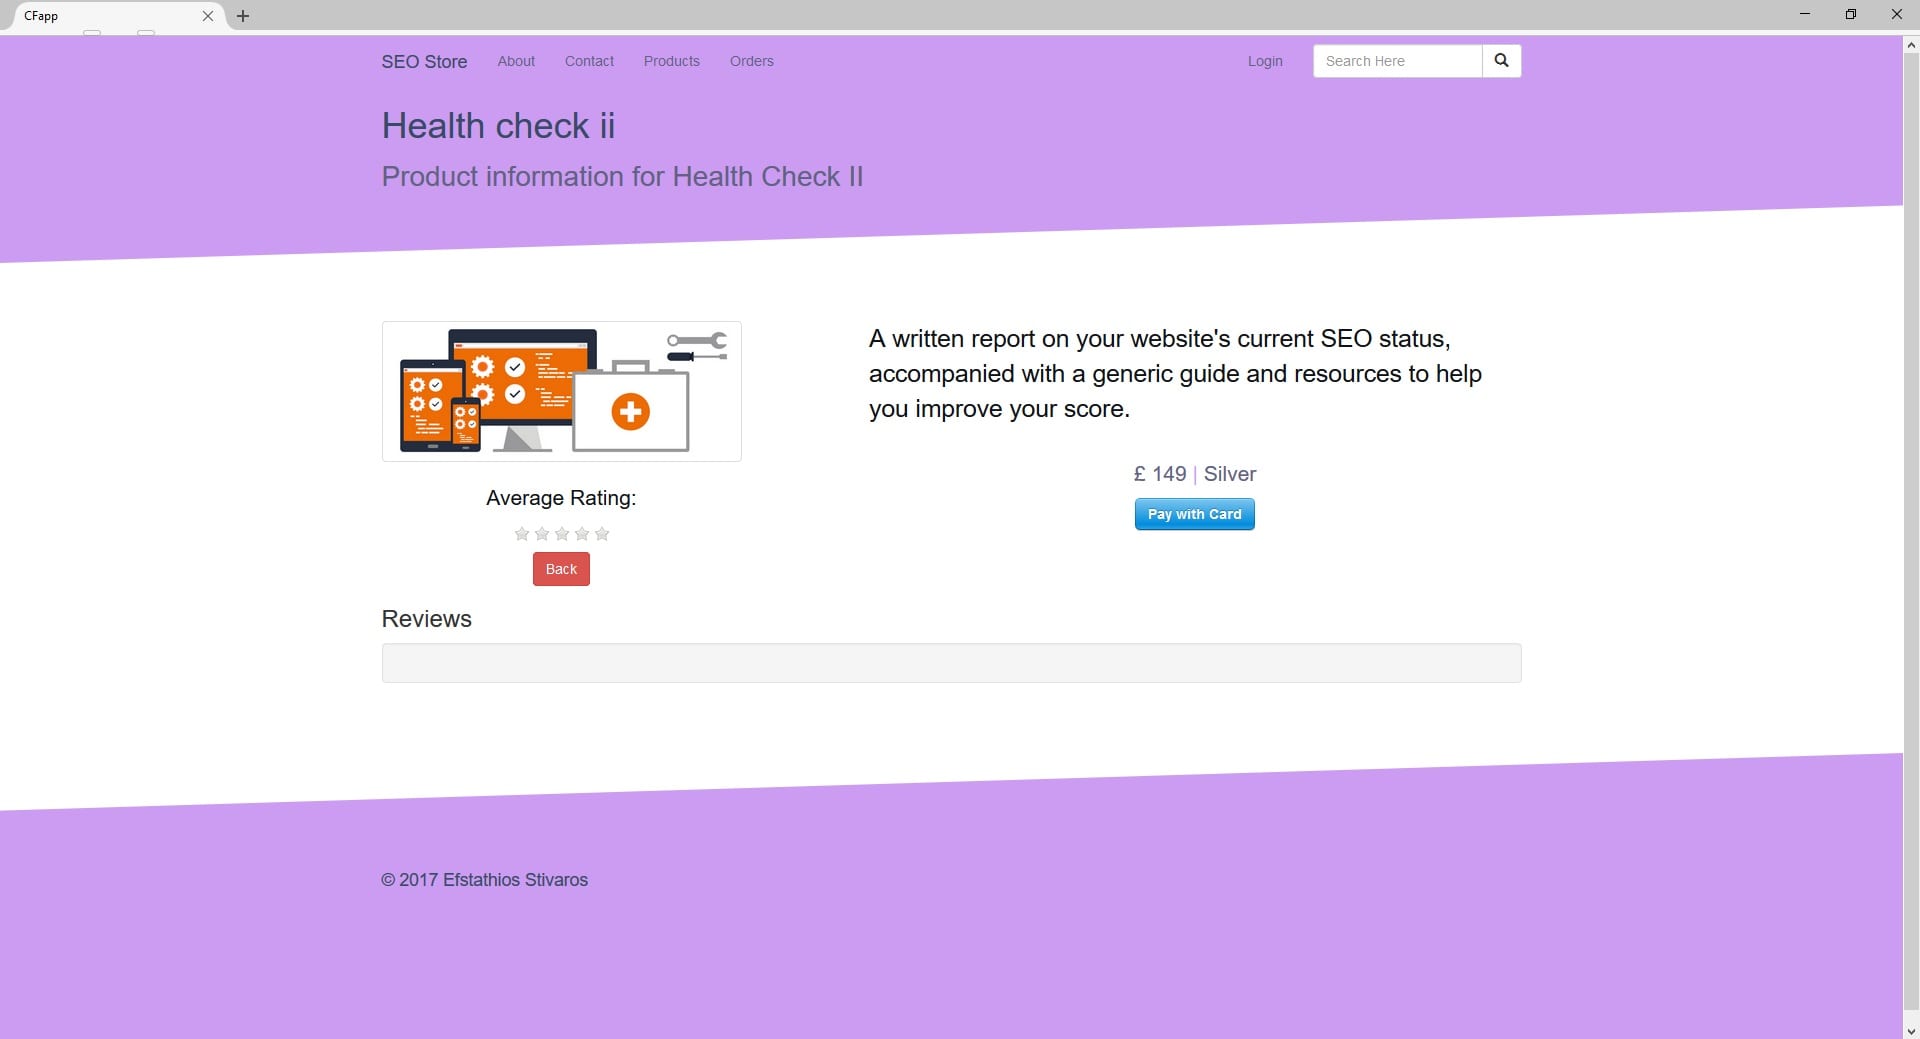 CFapp
SEO Store About Contact Products Orders Login Search Here
Health check ii
Product information for Health Check II
A written report on your website's current SEO status,
accompanied with a generic guide and resources to help
you improve your score.
£ 149 | Silver
Pay with Card
Average Rating:
Back
Reviews
© 2017 Efstathios Stivaros